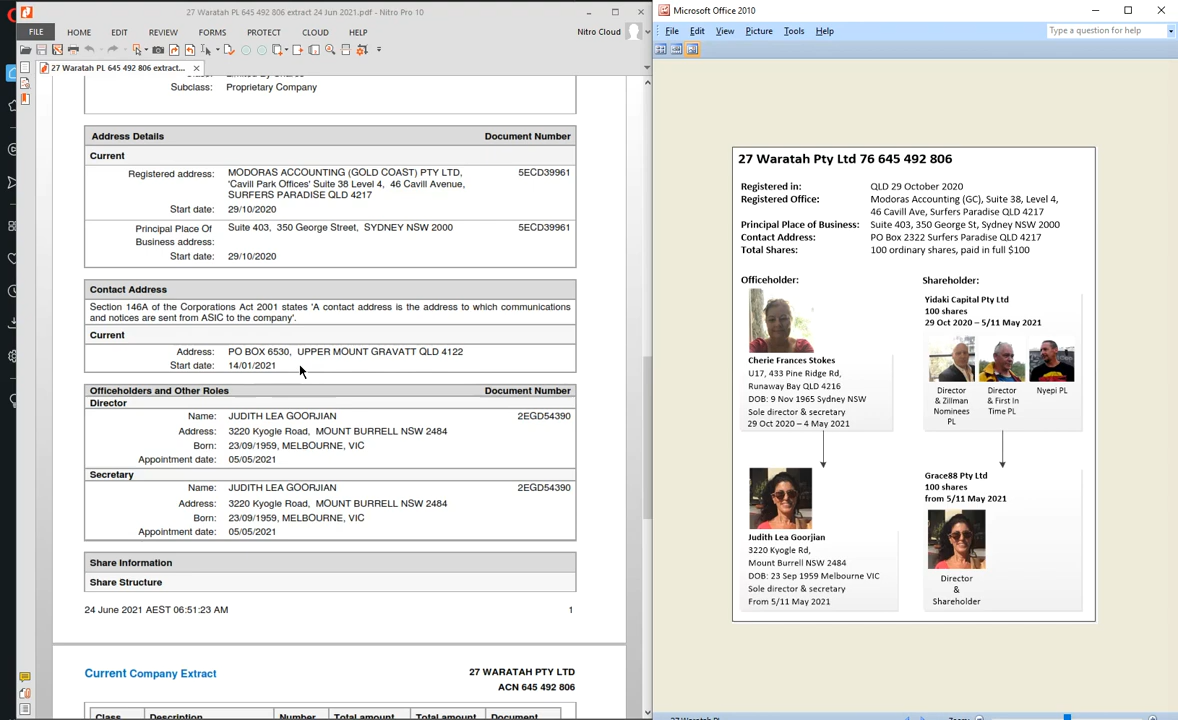 27 Waratah PL 645 492 806 extract 24 Jun 2021.pdf - Nitro Pro 10
FILE HOME EDIT REVIEW FORMS PROTECT CLOUD HELP
Nitro Cloud
27 Waratah PL 645 492 806 extract...
Subclass: Proprietary Company
Address Details Document Number
Current
Registered address: MODORAS ACCOUNTING (GOLD COAST) PTY LTD, 5ECD39961
'Cavill Park Offices' Suite 38 Level 4, 46 Cavill Avenue,
SURFERS PARADISE QLD 4217
Start date: 29/10/2020
Principal Place Of Suite 403, 350 George Street, SYDNEY NSW 2000 5ECD39961
Business address:
Start date: 29/10/2020
Contact Address
Section 146A of the Corporations Act 2001 states 'A contact address is the address to which communications
and notices are sent from ASIC to the company'.
Current
Address: PO BOX 6530, UPPER MOUNT GRAVATT QLD 4122
Start date: 14/01/2021
Officeholders and Other Roles Document Number
Director
Name: JUDITH LEA GOORJIAN 2EGD54390
Address: 3220 Kyogle Road, MOUNT BURRELL NSW 2484
Born: 23/09/1959, MELBOURNE, VIC
Appointment date: 05/05/2021
Secretary
Name: JUDITH LEA GOORJIAN 2EGD54390
Address: 3220 Kyogle Road, MOUNT BURRELL NSW 2484
Born: 23/09/1959, MELBOURNE, VIC
Appointment date: 05/05/2021
Share Information
Share Structure
24 June 2021 AEST 06:51:23 AM 1
Current Company Extract 27 WARATAH PTY LTD
ACN 645 492 806
Class Description Number Total amount Total amount Document
Microsoft Office 2010
File Edit View Picture Tools Help
Type a question for help
27 Waratah Pty Ltd 76 645 492 806
Registered in: QLD 29 October 2020
Registered Office: Modoras Accounting (GC), Suite 38, Level 4,
46 Cavill Ave, Surfers Paradise QLD 4217
Principal Place of Business: Suite 403, 350 George St, Sydney NSW 2000
Contact Address: PO Box 2322 Surfers Paradise QLD 4217
Total Shares: 100 ordinary shares, paid in full $100
Officeholder:
Cherie Frances Stokes
U17, 433 Pine Ridge Rd,
Runaway Bay QLD 4216
DOB: 9 Nov 1965 Sydney NSW
Sole director & secretary
29 Oct 2020 – 4 May 2021
Judith Lea Goorjian
3220 Kyogle Rd,
Mount Burrell NSW 2484
DOB: 23 Sep 1959 Melbourne VIC
Sole director & secretary
From 5/11 May 2021
Shareholder:
Yidaki Capital Pty Ltd
100 shares
29 Oct 2020 – 5/11 May 2021
Director
& Zillman
Nominees
PL
Director
& First In
Time PL
Nyepi PL
Grace88 Pty Ltd
100 shares
from 5/11 May 2021
Director
&
Shareholder